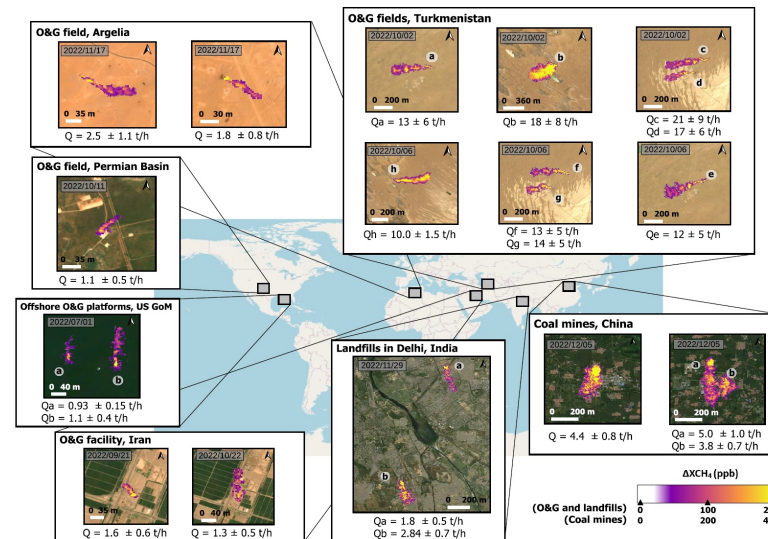 O&G field, Argelia
2022/11/17
0 35 m
Q = 2.5 ± 1.1 t/h
2022/11/17
0 30 m
Q = 1.8 ± 0.8 t/h
O&G fields, Turkmenistan
2022/10/02
a
0 200 m
Qa = 13 ± 6 t/h
2022/10/02
b
0 360 m
Qb = 18 ± 8 t/h
2022/10/02
c
d
0 200 m
Qc = 21 ± 9 t/h
Qd = 17 ± 6 t/h
2022/10/06
h
0 200 m
Qh = 10.0 ± 1.5 t/h
2022/10/06
f
g
0 200 m
Qf = 13 ± 5 t/h
Qg = 14 ± 5 t/h
2022/10/06
e
0 200 m
Qe = 12 ± 5 t/h
O&G field, Permian Basin
2022/10/11
0 35 m
Q = 1.1 ± 0.5 t/h
Offshore O&G platforms, US GoM
2022/07/01
a
b
0 40 m
Qa = 0.93 ± 0.15 t/h
Qb = 1.1 ± 0.4 t/h
O&G facility, Iran
2022/09/21
0 35 m
Q = 1.6 ± 0.6 t/h
2022/10/22
0 40 m
Q = 1.3 ± 0.5 t/h
Landfills in Delhi, India
2022/11/29
a
b
0 200 m
Qa = 1.8 ± 0.5 t/h
Qb = 2.84 ± 0.7 t/h
Coal mines, China
2022/12/05
0 200 m
Q = 4.4 ± 0.8 t/h
2022/12/05
a
b
0 200 m
Qa = 5.0 ± 1.0 t/h
Qb = 3.8 ± 0.7 t/h
ΔXCH₄ (ppb)
(O&G and landfills) 0 100
(Coal mines) 0 200